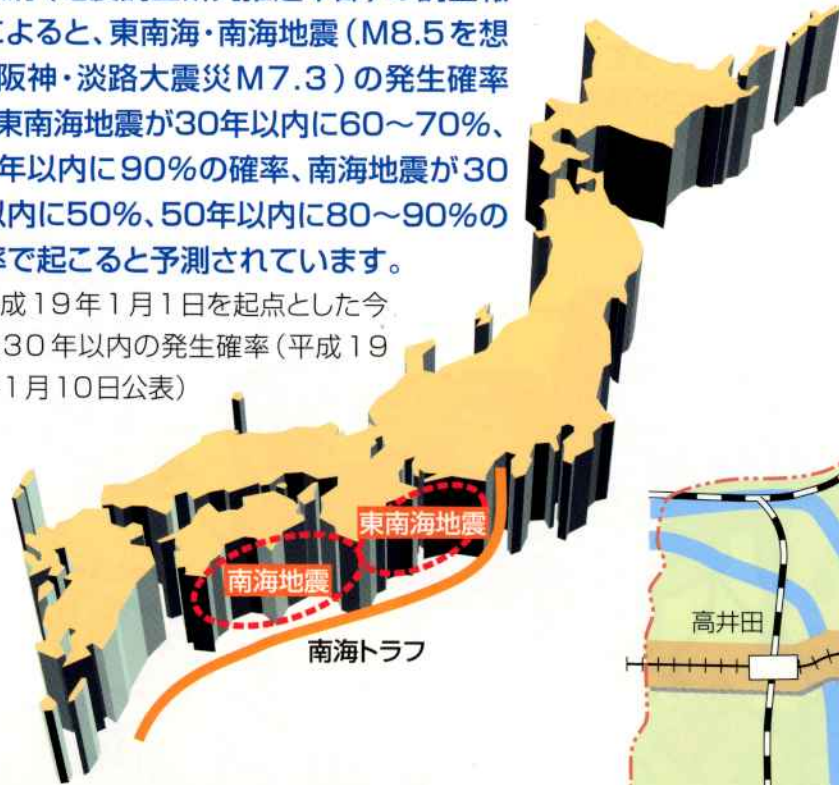 によると、東南海・南海地震（M8.5を想
阪神・淡路大震災M7.3）の発生確率
東南海地震が30年以内に60〜70%、
年以内に90%の確率、南海地震が30
以内に50%、50年以内に80〜90%の
率で起こると予測されています。
成19年1月1日を起点とした今
30年以内の発生確率（平成19
1月10日公表）
東南海地震
南海地震
南海トラフ
高井田